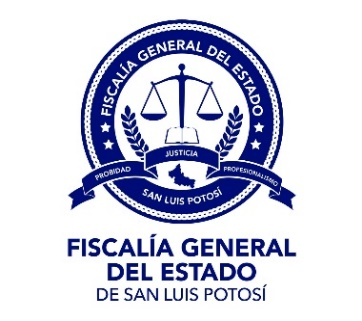 FISCALÍA GENERAL DEL ESTADO
JUSTICIA
PROBIDAD
PROFESIONALISMO
SAN LUIS POTOSÍ
FISCALÍA GENERAL
DEL ESTADO
DE SAN LUIS POTOSÍ